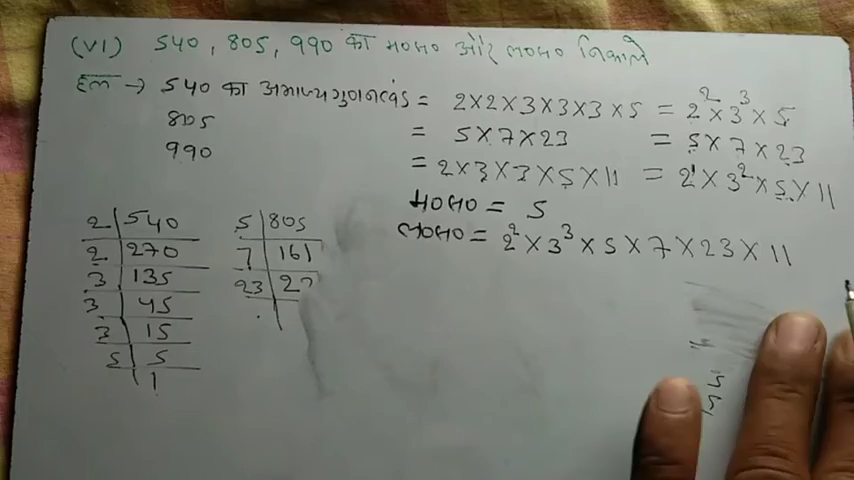 (VI) 540, 805, 990 का म०स० और ल०स० निकालें
हल → 540 का अभाज्य गुणनखंड = 2×2×3×3×3×5 = 2²×3³×5
805 = 5×7×23 = 5×7×23
990 = 2×3×3×5×11 = 2¹×3²×5×11
म०स० = 5
ल०स० = 2²×3³×5×7×23×11
2 | 540
2 | 270
3 | 135
3 | 45
3 | 15
5 | 5
| 1
5 | 805
7 | 161
23 | 23